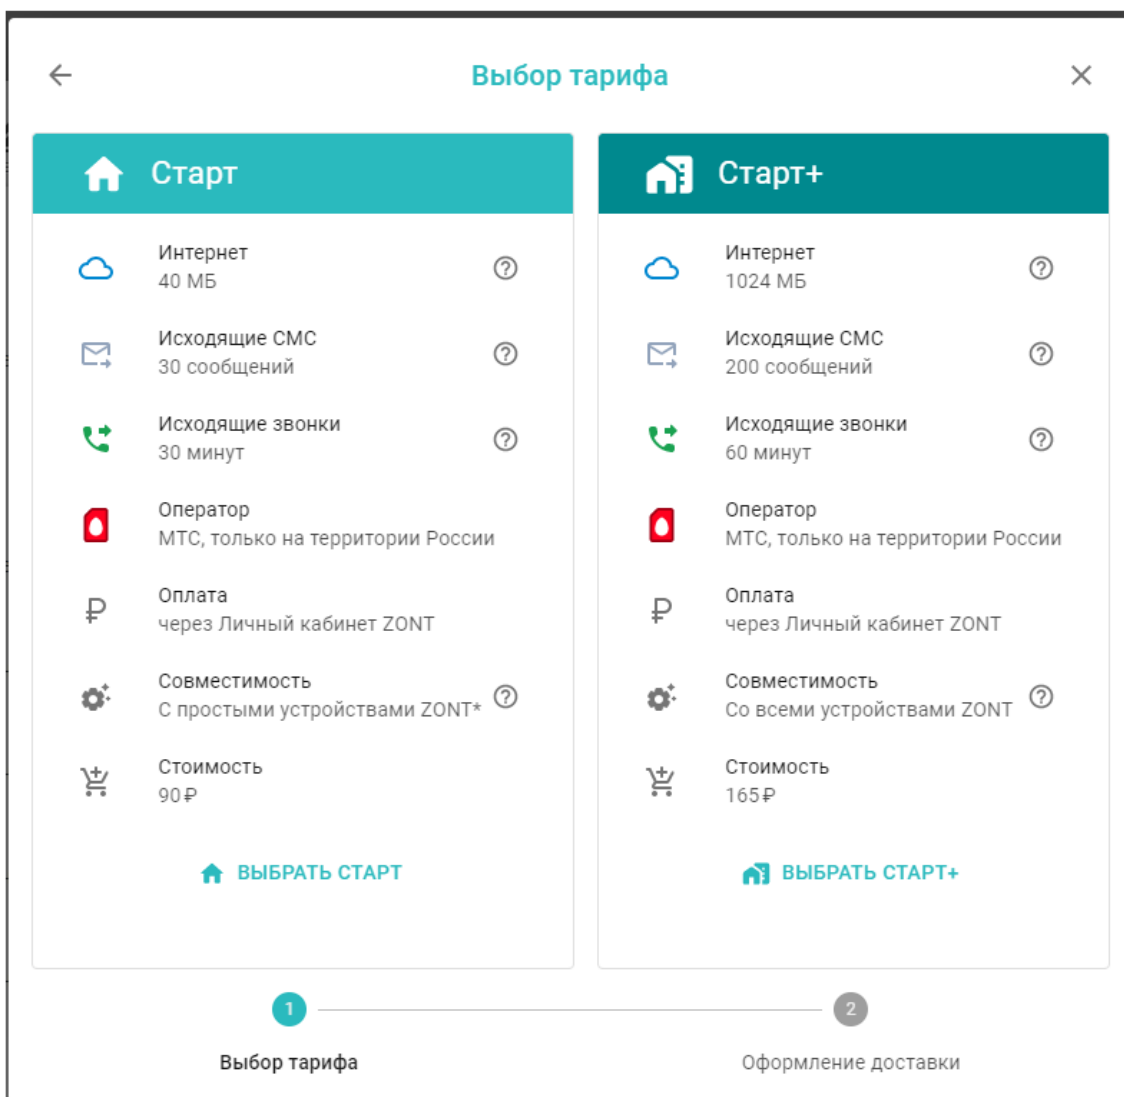 Выбор тарифа
Старт
Интернет
40 МБ
Исходящие СМС
30 сообщений
Исходящие звонки
30 минут
Оператор
МТС, только на территории России
Оплата
через Личный кабинет ZONT
Совместимость
С простыми устройствами ZONT*
Стоимость
90 ₽
ВЫБРАТЬ СТАРТ
Старт+
Интернет
1024 МБ
Исходящие СМС
200 сообщений
Исходящие звонки
60 минут
Оператор
МТС, только на территории России
Оплата
через Личный кабинет ZONT
Совместимость
Со всеми устройствами ZONT
Стоимость
165 ₽
ВЫБРАТЬ СТАРТ+
1
2
Выбор тарифа
Оформление доставки